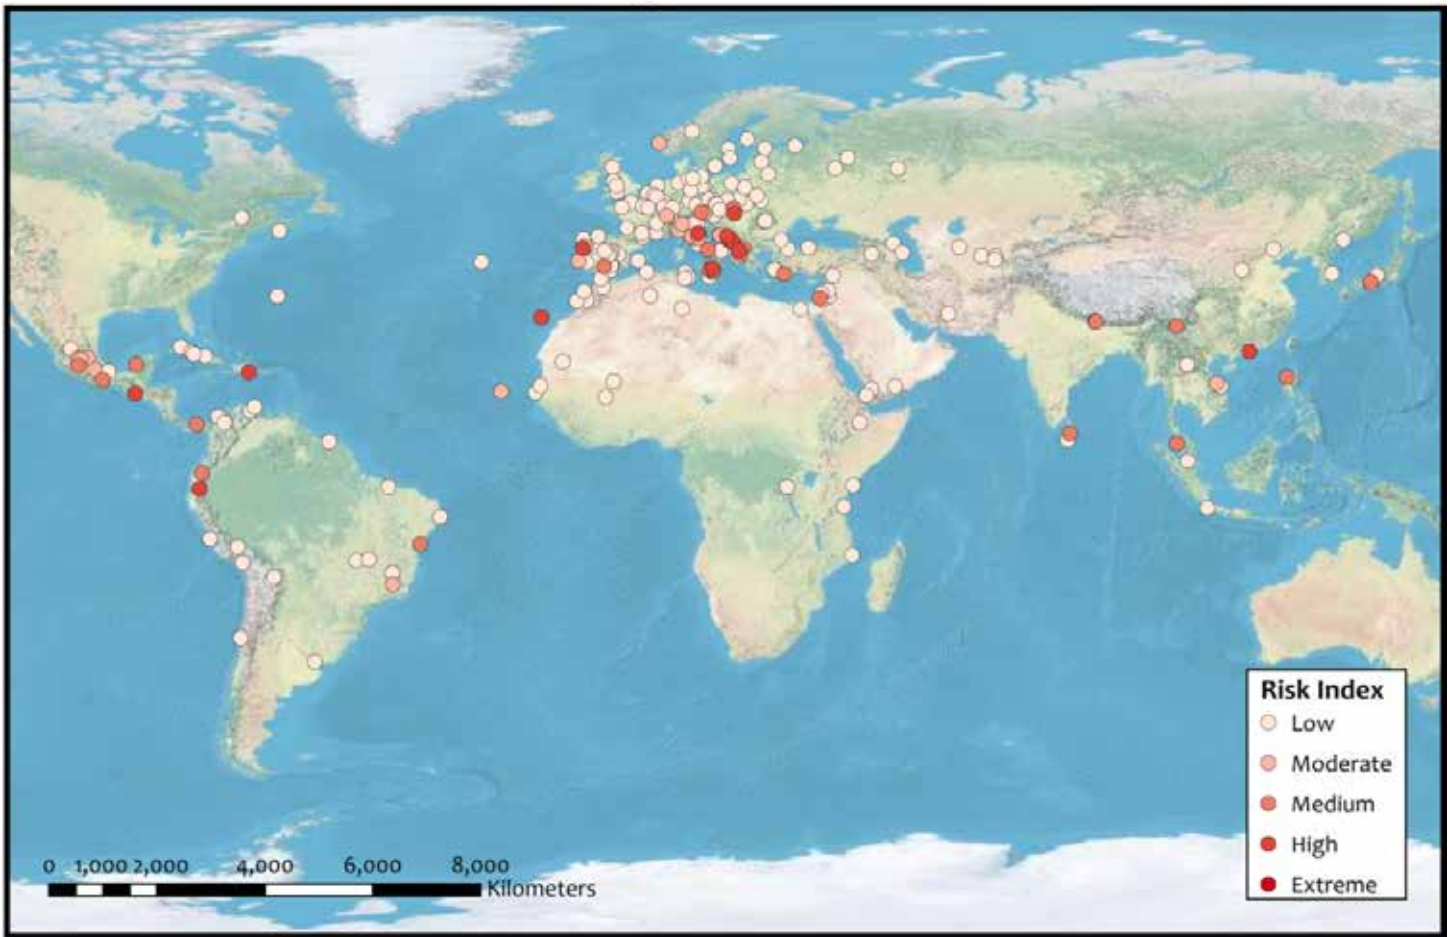 Risk Index
Low
Moderate
Medium
High
Extreme
0 1,000 2,000 4,000 6,000 8,000
Kilometers